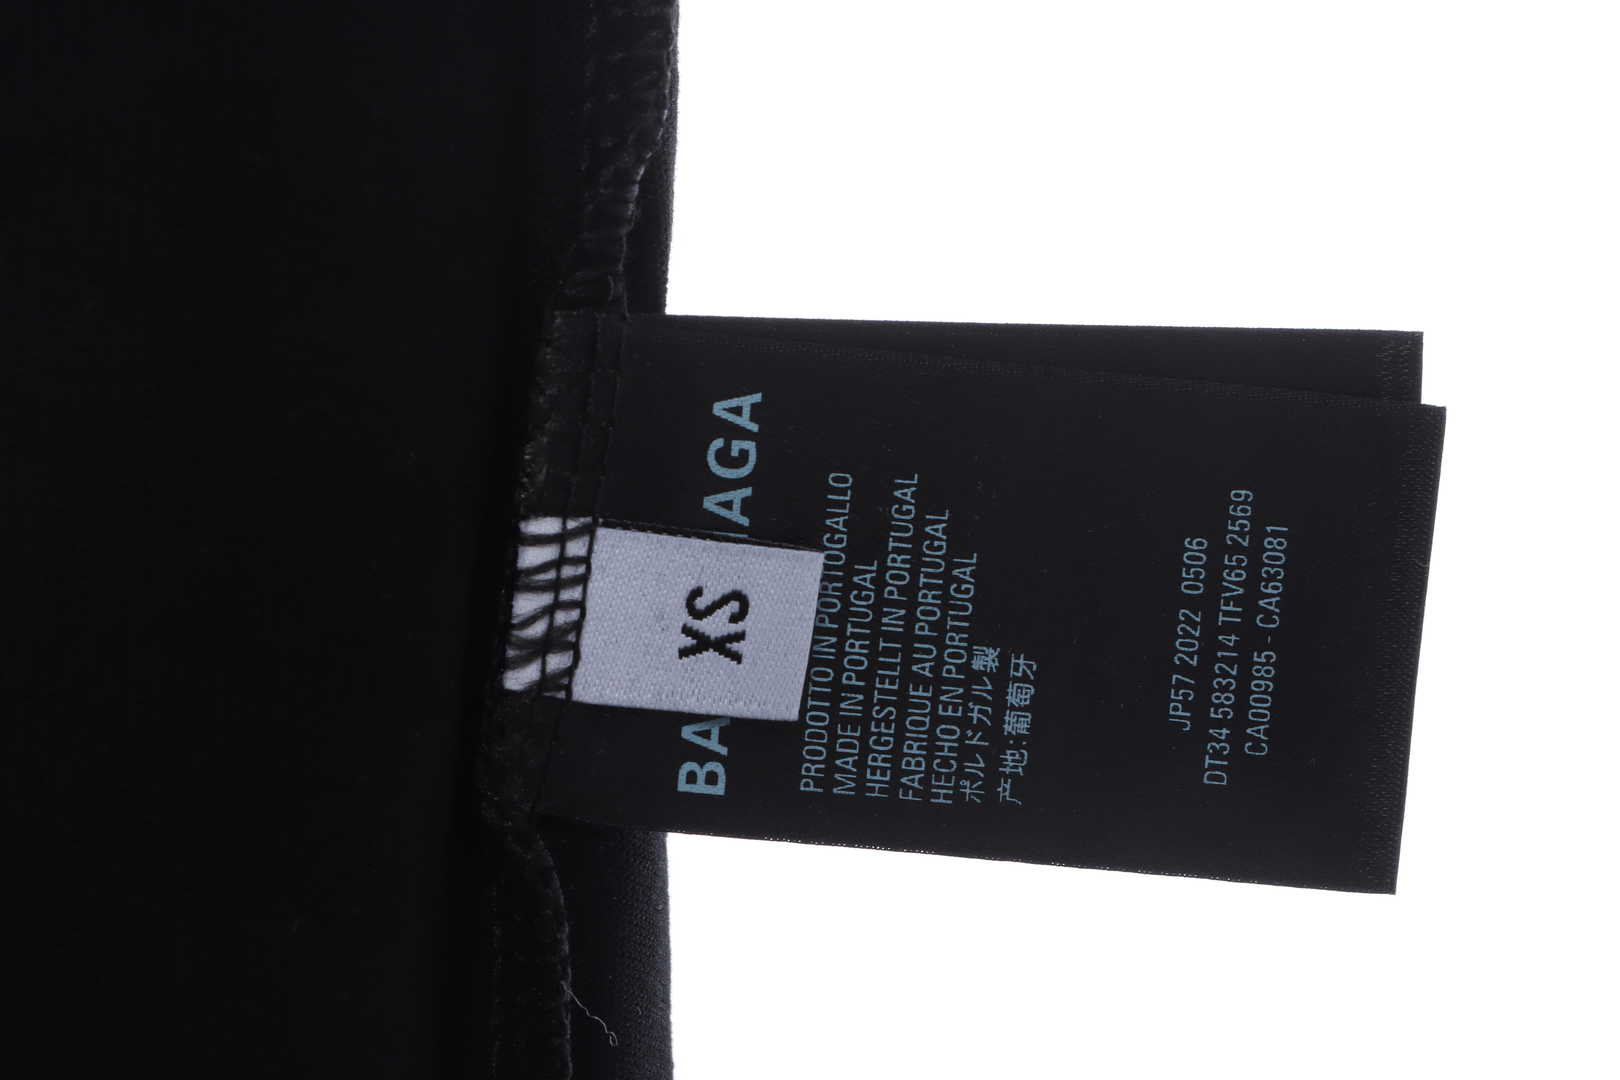 BA IAGA
XS
PRODOTTO IN PORTOGALLO
MADE IN PORTUGAL
HERGESTELLT IN PORTUGAL
FABRIQUE AU PORTUGAL
HECHO EN PORTUGAL
ポルトガル製
产地:葡萄牙
JP57 2022 0506
DT34 583214 TFV65 2569
CA00985 - CA63081